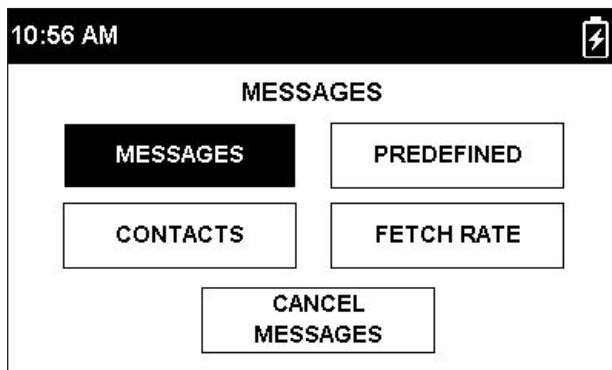 10:56 AM
MESSAGES
MESSAGES
PREDEFINED
CONTACTS
FETCH RATE
CANCEL
MESSAGES